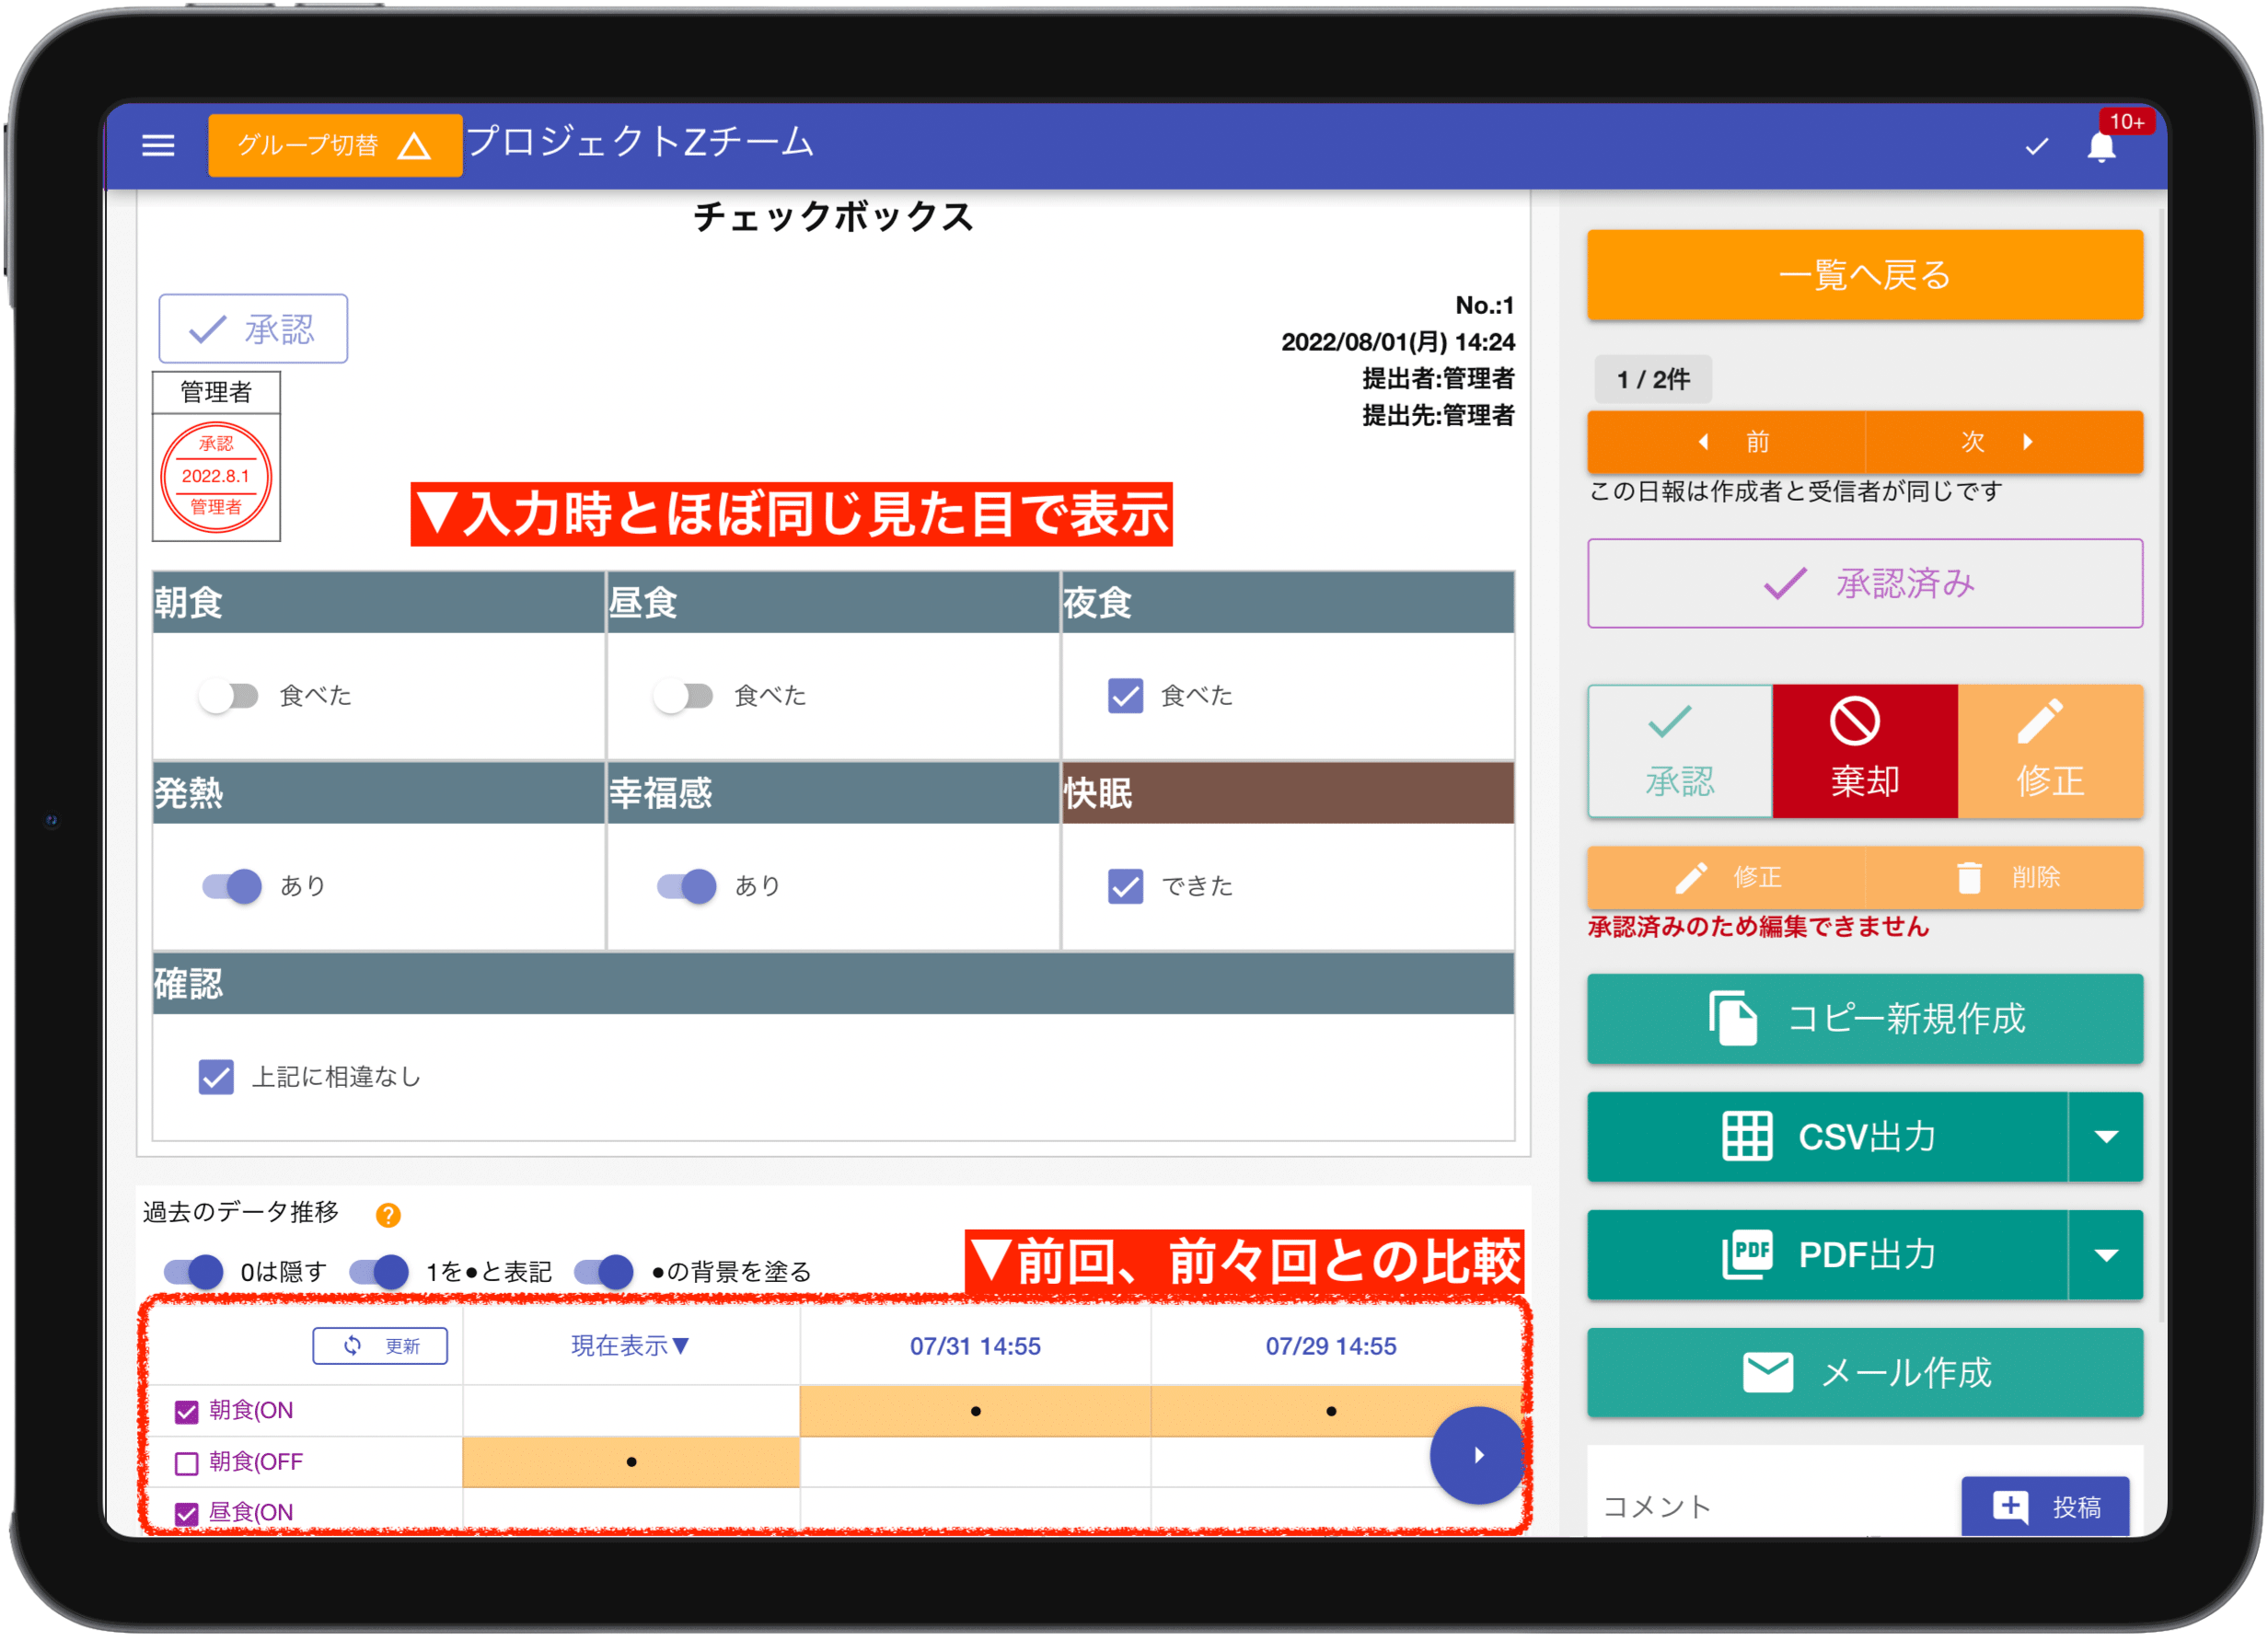 グループ切替
プロジェクトZチーム
10+
チェックボックス
承認
No.:1
2022/08/01(月) 14:24
提出者:管理者
提出先:管理者
管理者
承認
2022.8.1
管理者
▼入力時とほぼ同じ見た目で表示
朝食 昼食 夜食
食べた 食べた 食べた
発熱 幸福感 快眠
あり あり できた
確認
上記に相違なし
過去のデータ推移 ?
▼前回、前々回との比較
0は隠す 1を●と表記 ●の背景を塗る
更新 現在表示▼ 07/31 14:55 07/29 14:55
朝食(ON ● ●
朝食(OFF ●
昼食(ON
一覧へ戻る
1 / 2件
前 次
この日報は作成者と受信者が同じです
承認済み
承認 棄却 修正
修正 削除
承認済みのため編集できません
コピー新規作成
CSV出力
PDF PDF出力
メール作成
コメント 投稿